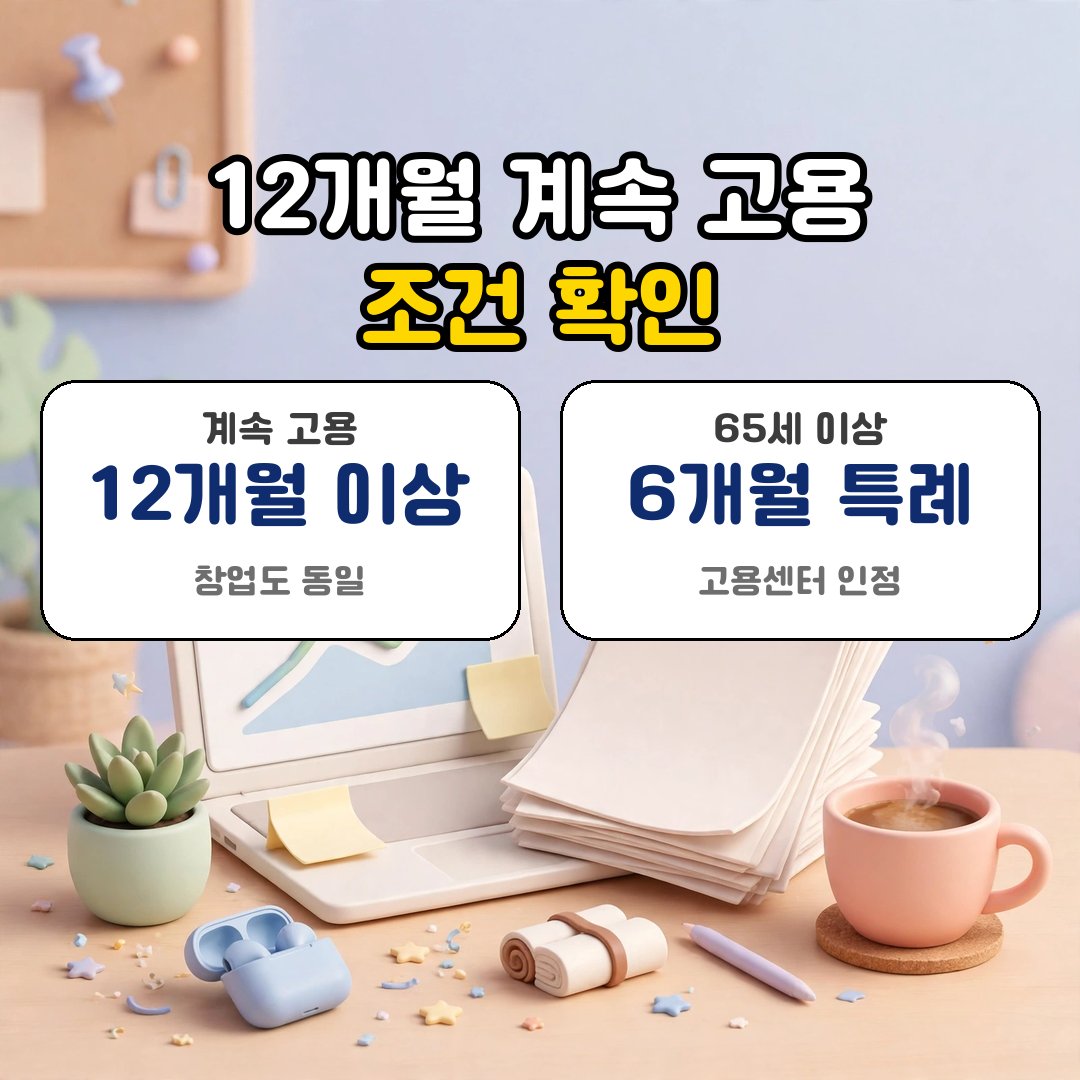 12개월 계속 고용
조건 확인
계속 고용
12개월 이상
창업도 동일
65세 이상
6개월 특례
고용센터 인정